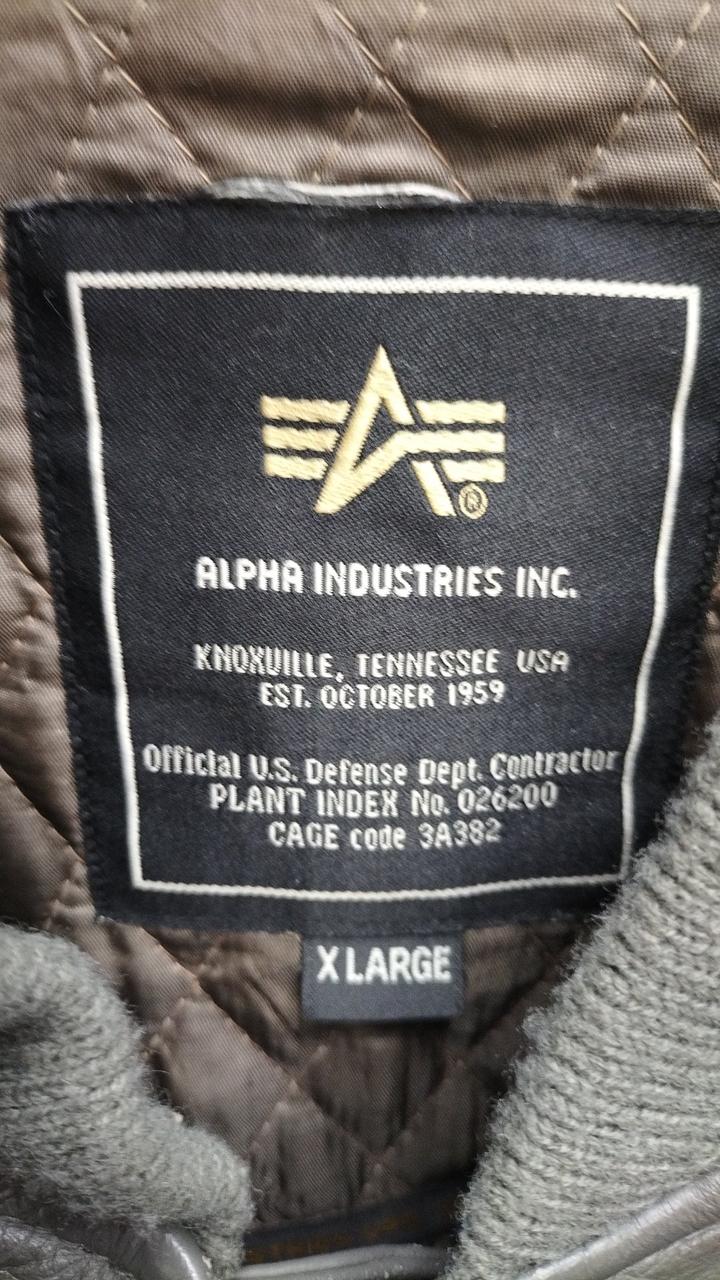 ALPHA INDUSTRIES INC.
KNOXVILLE, TENNESSEE USA
EST. OCTOBER 1959
Official U.S. Defense Dept. Contractor
PLANT INDEX No. 026200
CAGE code 3A382
X LARGE